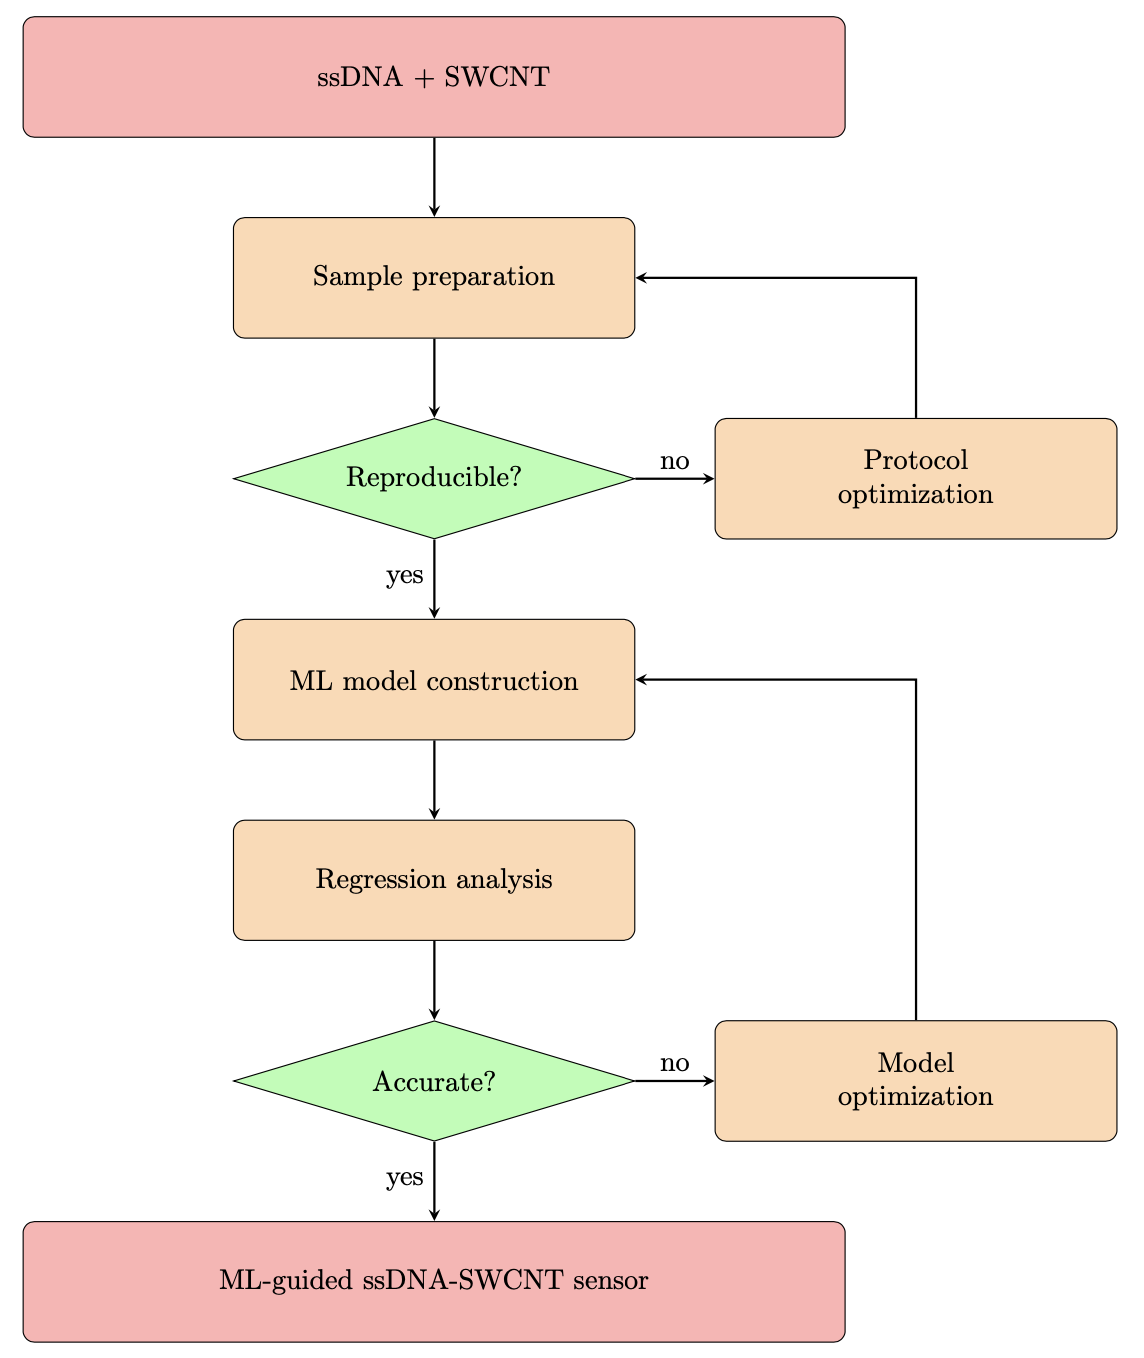 ssDNA + SWCNT
Sample preparation
Reproducible?
no
Protocol
optimization
yes
ML model construction
Regression analysis
Accurate?
no
Model
optimization
yes
ML-guided ssDNA-SWCNT sensor